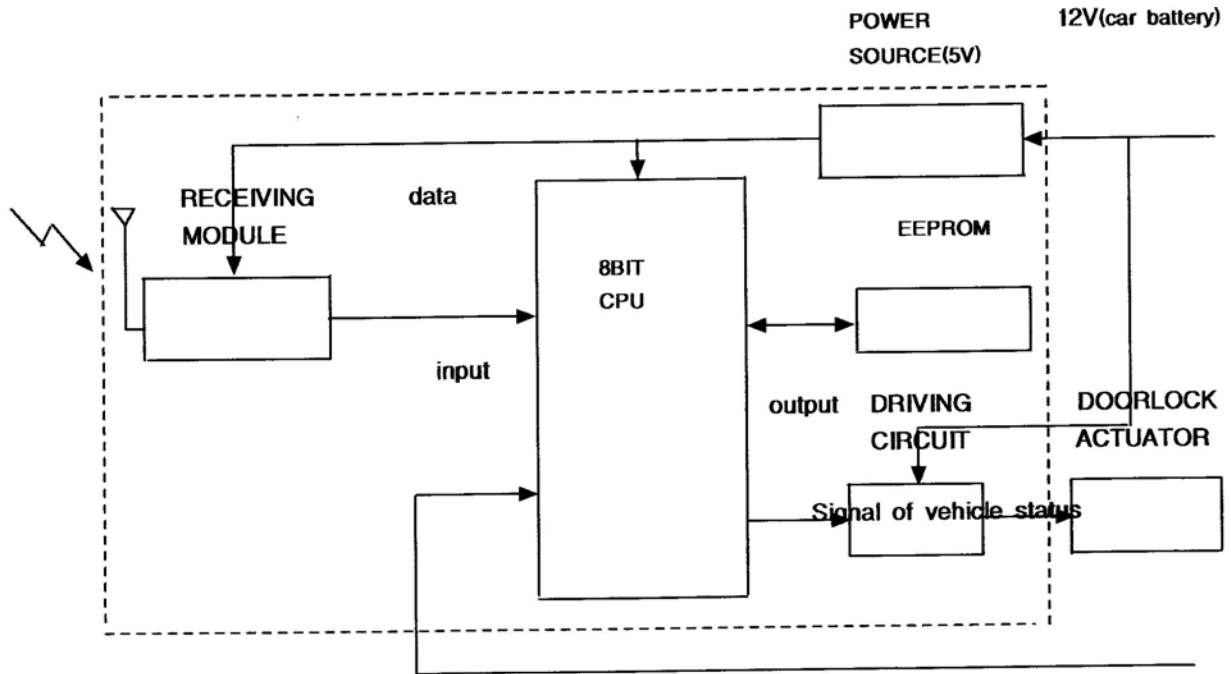 POWER
SOURCE(5V)
12V(car battery)
RECEIVING
MODULE
data
8BIT
CPU
EEPROM
input
output
DRIVING
CIRCUIT
DOORLOCK
ACTUATOR
Signal of vehicle status